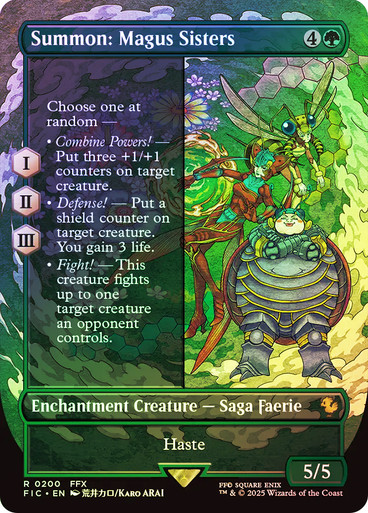 Summon: Magus Sisters 4
Choose one at
random —
I
II
III
• Combine Powers! —
Put three +1/+1
counters on target
creature.
• Defense! — Put a
shield counter on
target creature.
You gain 3 life.
• Fight! — This
creature fights
up to one
target creature
an opponent
controls.
Enchantment Creature — Saga Faerie
Haste
5/5
R 0200 FFX
FIC • EN 荒井カロ/KARO ARAI
FF© SQUARE ENIX
™ & © 2025 Wizards of the Coast